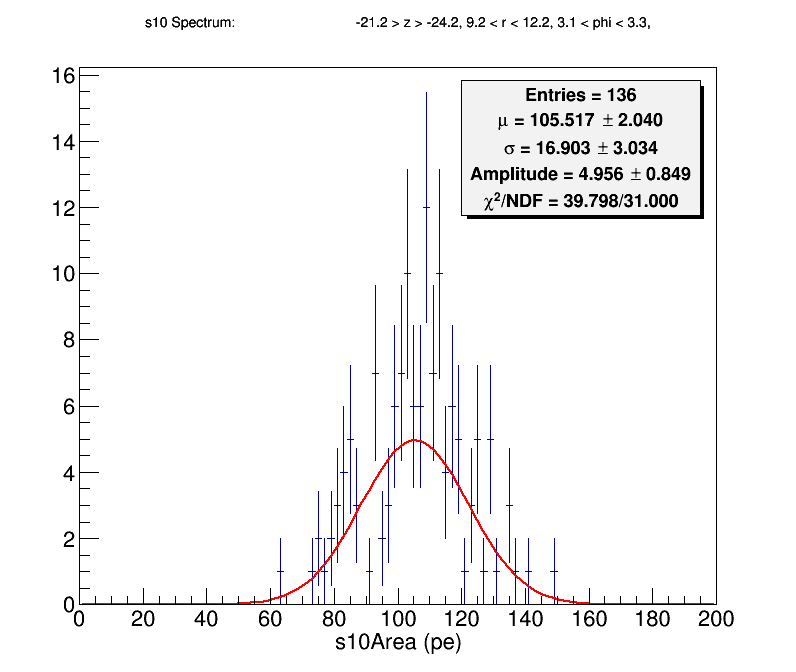 s10 Spectrum: -21.2 > z > -24.2, 9.2 < r < 12.2, 3.1 < phi < 3.3,
Entries = 136
μ = 105.517 ± 2.040
σ = 16.903 ± 3.034
Amplitude = 4.956 ± 0.849
χ²/NDF = 39.798/31.000
16
14
12
10
8
6
4
2
0
0 20 40 60 80 100 120 140 160 180 200
s10Area (pe)